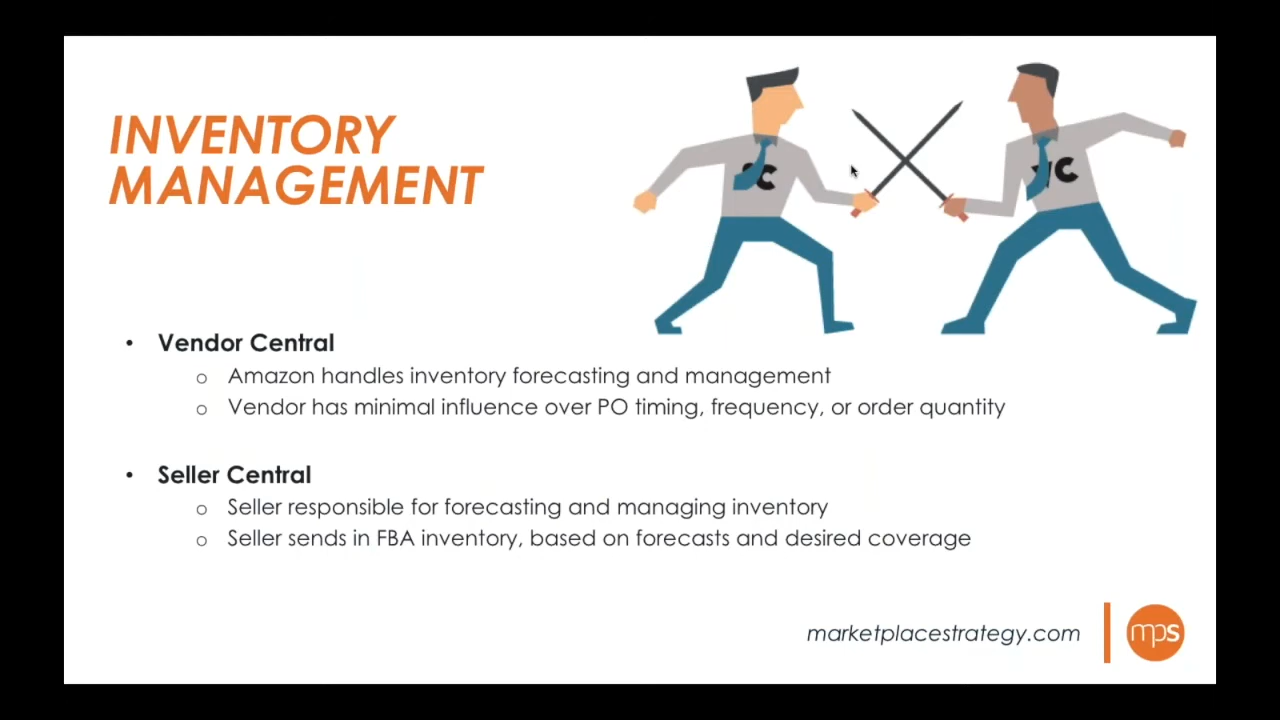 INVENTORY
MANAGEMENT
C
C
• Vendor Central
o Amazon handles inventory forecasting and management
o Vendor has minimal influence over PO timing, frequency, or order quantity
• Seller Central
o Seller responsible for forecasting and managing inventory
o Seller sends in FBA inventory, based on forecasts and desired coverage
marketplacestrategy.com
mps